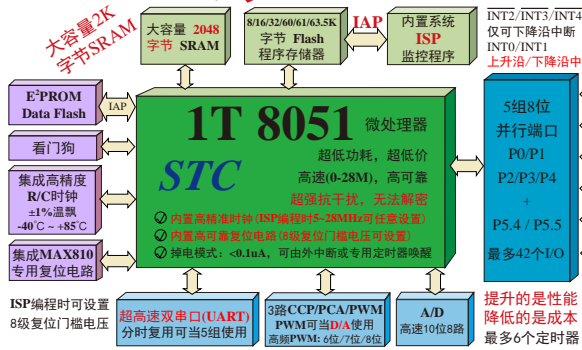 大容量2K
字节SRAM
大容量 2048
字节 SRAM
8/16/32/60/61/63.5K
字节 Flash
程序存储器
IAP
内置系统
ISP
监控程序
INT2/INT3/INT4
仅可下降沿中断
INT0/INT1
上升沿/下降沿中
E²PROM
Data Flash
IAP
看门狗
集成高精度
R/C时钟
±1%温飘
-40°C ~ +85°C
集成MAX810
专用复位电路
ISP编程时可设置
8级复位门槛电压
1T 8051 微处理器
STC
超低功耗，超低价
高速(0-28M)，高可靠
超强抗干扰，无法解密
内置高精准时钟(ISP编程时5~28MHz可任意设置)
内置高可靠复位电路(8级复位门槛电压可设置)
掉电模式：<0.1uA，可由外中断或专用定时器唤醒
5组8位
并行端口
P0/P1
P2/P3/P4
+
P5.4 / P5.5
最多42个I/O
超高速双串口(UART)
分时复用可当5组使用
3路CCP/PCA/PWM
PWM可当D/A使用
高频PWM: 6位/7位/8位
A/D
高速10位8路
提升的是性能
降低的是成本
最多6个定时器